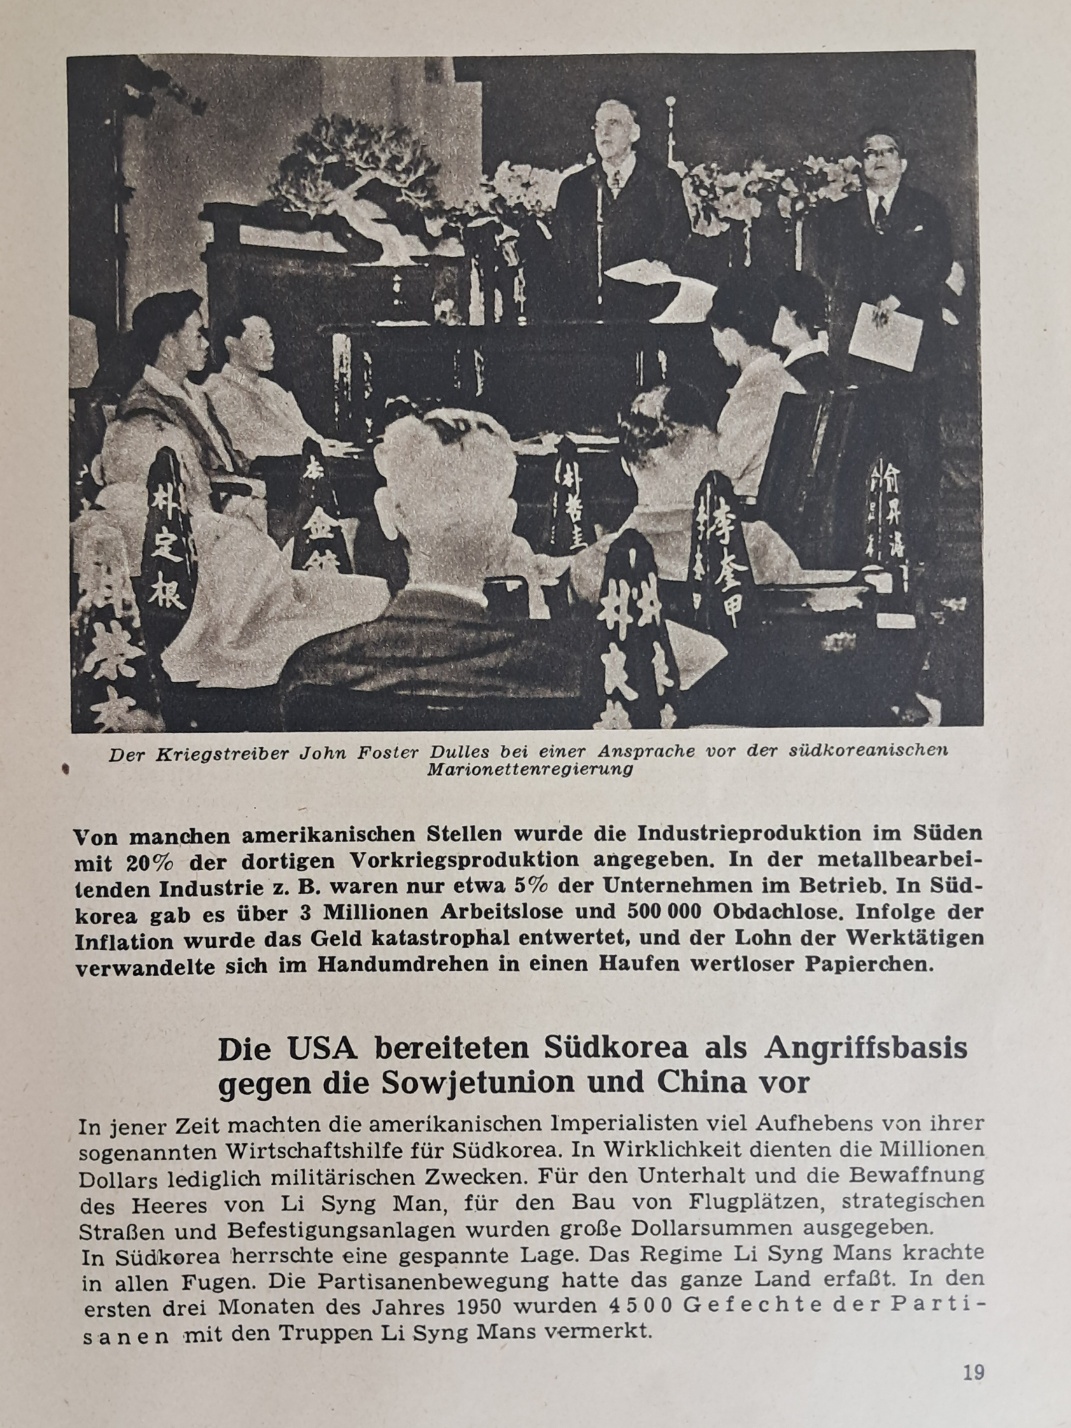 朴
定
根
李
金
朴
哲
圭
李
奎
甲
俞
昇
朴
良
榮
本
Der Kriegstreiber John Foster Dulles bei einer Ansprache vor der südkoreanischen
Marionettenregierung
Von manchen amerikanischen Stellen wurde die Industrieproduktion im Süden
mit 20% der dortigen Vorkriegsproduktion angegeben. In der metallbearbei-
tenden Industrie z. B. waren nur etwa 5% der Unternehmen im Betrieb. In Süd-
korea gab es über 3 Millionen Arbeitslose und 500 000 Obdachlose. Infolge der
Inflation wurde das Geld katastrophal entwertet, und der Lohn der Werktätigen
verwandelte sich im Handumdrehen in einen Haufen wertloser Papierchen.
Die USA bereiteten Südkorea als Angriffsbasis
gegen die Sowjetunion und China vor
In jener Zeit machten die amerikanischen Imperialisten viel Aufhebens von ihrer
sogenannten Wirtschaftshilfe für Südkorea. In Wirklichkeit dienten die Millionen
Dollars lediglich militärischen Zwecken. Für den Unterhalt und die Bewaffnung
des Heeres von Li Syng Man, für den Bau von Flugplätzen, strategischen
Straßen und Befestigungsanlagen wurden große Dollarsummen ausgegeben.
In Südkorea herrschte eine gespannte Lage. Das Regime Li Syng Mans krachte
in allen Fugen. Die Partisanenbewegung hatte das ganze Land erfaßt. In den
ersten drei Monaten des Jahres 1950 wurden 4500 Gefechte der Parti-
sanen mit den Truppen Li Syng Mans vermerkt.
19